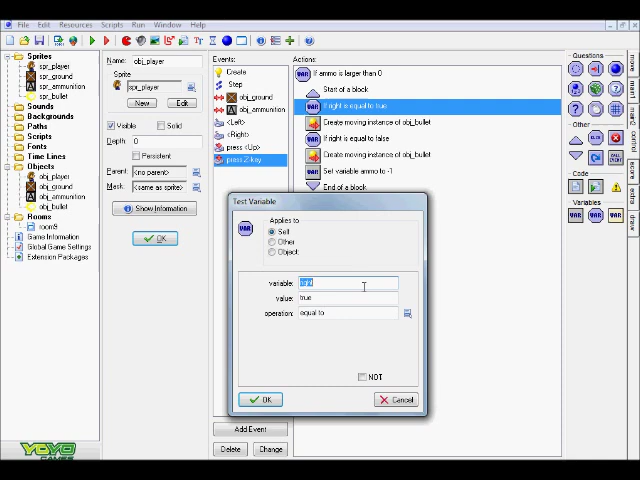 File Edit Resources Scripts Run Window Help
Sprites
spr_player
spr_ground
spr_ammunition
spr_bullet
Sounds
Backgrounds
Paths
Scripts
Fonts
Time Lines
Objects
obj_player
obj_ground
obj_ammunition
obj_bullet
Rooms
Game Information
Global Game Settings
Extension Packages
YOYO
GAMES
Name: obj_player
Sprite
spr_player
New Edit
Visible Solid
Depth: 0
Persistent
Parent: <no parent>
Mask: <same as sprite>
Show Information
OK
Events:
Create
Step
obj_ground
obj_ammunition
<Left>
<Right>
press <Up>
press Z-key
Add Event
Delete Change
Actions:
If ammo is larger than 0
Start of a block
If right is equal to true
Create moving instance of obj_bullet
If right is equal to false
Create moving instance of obj_bullet
Set variable ammo to -1
End of a block
Test Variable
Applies to
Self
Other
Object:
variable: right
value: true
operation: equal to
NOT
OK Cancel
Questions
Other
EXIT
CALL EVENT
Code
Variables
VAR VAR VAR
move
main1
main2
control
score
extra
draw